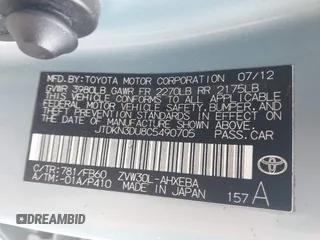 MFD.BY:TOYOTA MOTOR CORPORATION 07/12
GVWR 3980LB GAWR FR 2270LB RR 2175LB
THIS VEHICLE CONFORMS TO ALL APPLICABLE
FEDERAL MOTOR VEHICLE SAFETY, BUMPER, AND
THEFT PREVENTION STANDARDS IN EFFECT ON
THE DATE OF MANUFACTURE SHOWN ABOVE.
JTDKN3DU8C5490705 PASS.CAR
C/TR:781/FB60 ZVW30L-AHXEBA
A/TM:-01A/P410 MADE IN JAPAN 157 A
DREAMBID